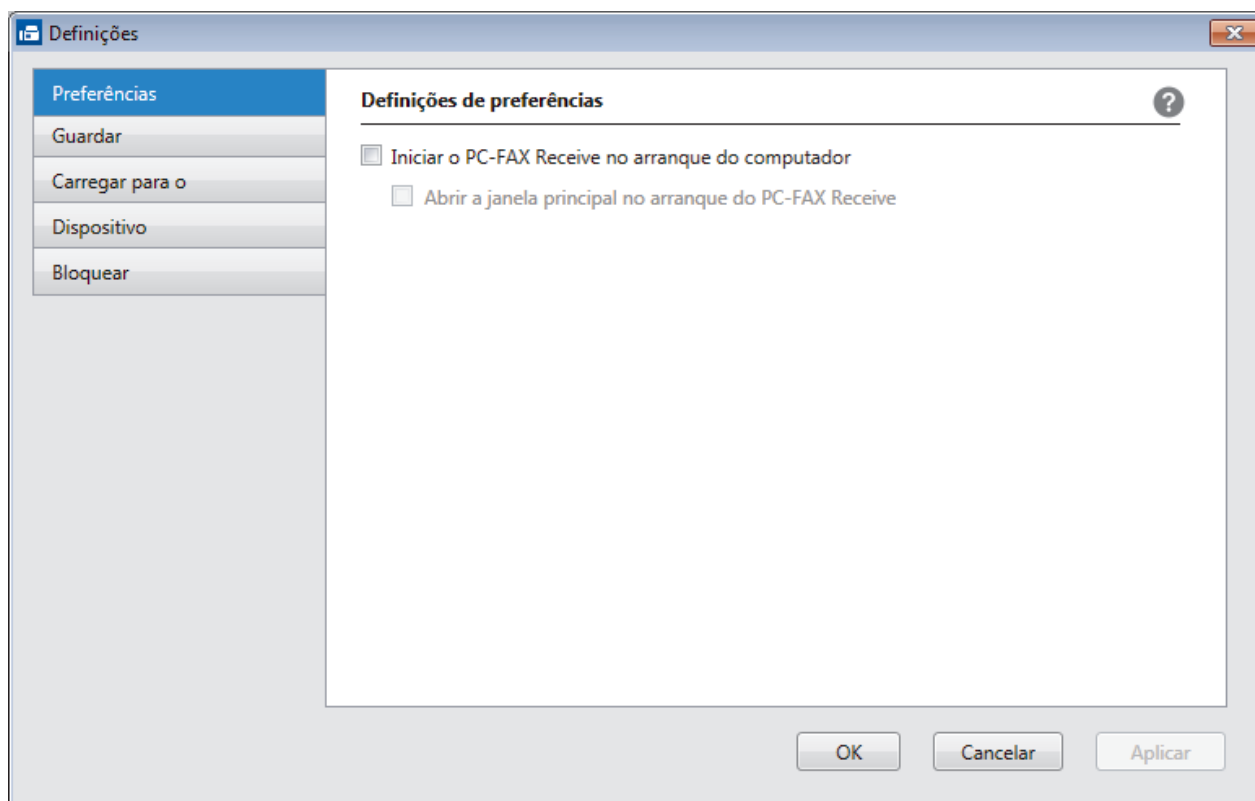 Definições
Preferências
Guardar
Carregar para o
Dispositivo
Bloquear
Definições de preferências
?
Iniciar o PC-FAX Receive no arranque do computador
Abrir a janela principal no arranque do PC-FAX Receive
OK
Cancelar
Aplicar